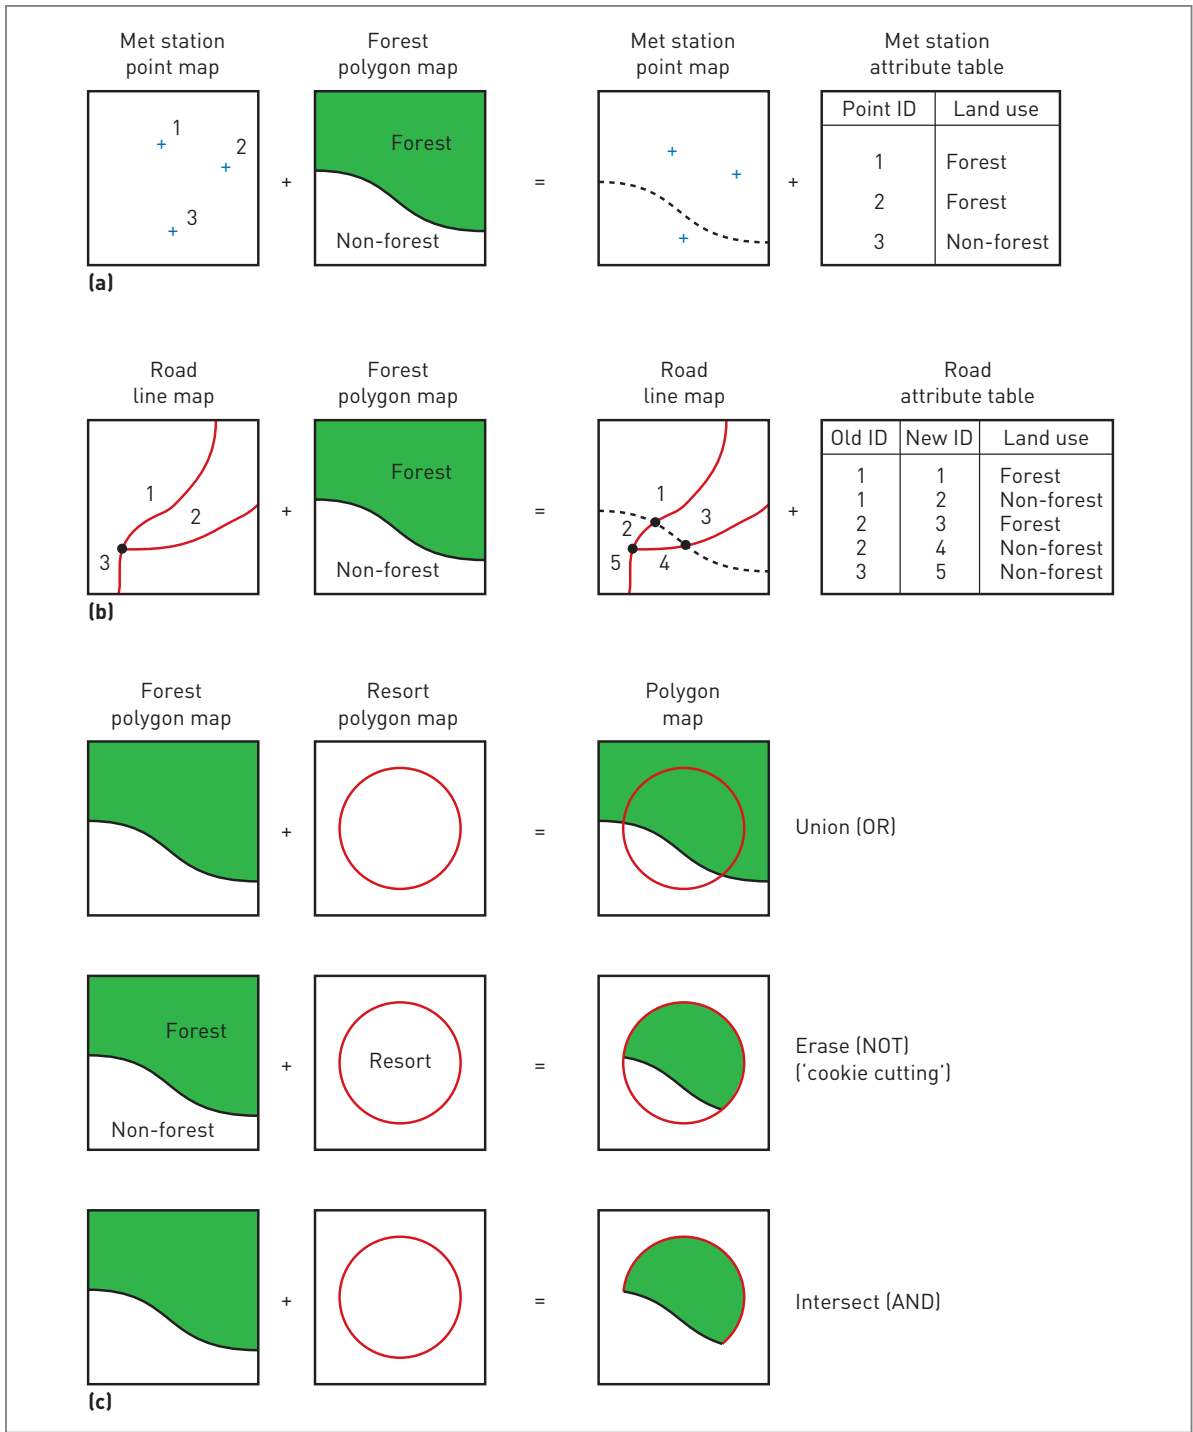 Met station
point map
Forest
polygon map
Met station
point map
Met station
attribute table
1
2
3
+
Forest
Non-forest
=
+
Point ID Land use
1 Forest
2 Forest
3 Non-forest
(a)
Road
line map
Forest
polygon map
Road
line map
Road
attribute table
1
2
3
+
Forest
Non-forest
=
1
2
3
4
5
+
Old ID New ID Land use
1 1 Forest
1 2 Non-forest
2 3 Forest
2 4 Non-forest
3 5 Non-forest
(b)
Forest
polygon map
Resort
polygon map
Polygon
map
+
=
Union (OR)
Forest
Non-forest
+
Resort
=
Erase (NOT)
(‘cookie cutting’)
+
=
Intersect (AND)
(c)